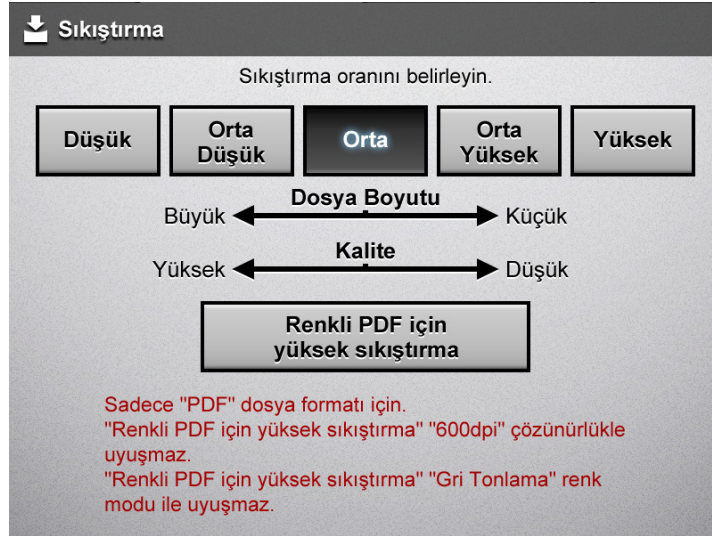 Sıkıştırma
Sıkıştırma oranını belirleyin.
Düşük
Orta
Düşük
Orta
Orta
Yüksek
Yüksek
Dosya Boyutu
Büyük
Küçük
Kalite
Yüksek
Düşük
Renkli PDF için
yüksek sıkıştırma
Sadece "PDF" dosya formatı için.
"Renkli PDF için yüksek sıkıştırma" "600dpi" çözünürlükle
uyuşmaz.
"Renkli PDF için yüksek sıkıştırma" "Gri Tonlama" renk
modu ile uyuşmaz.